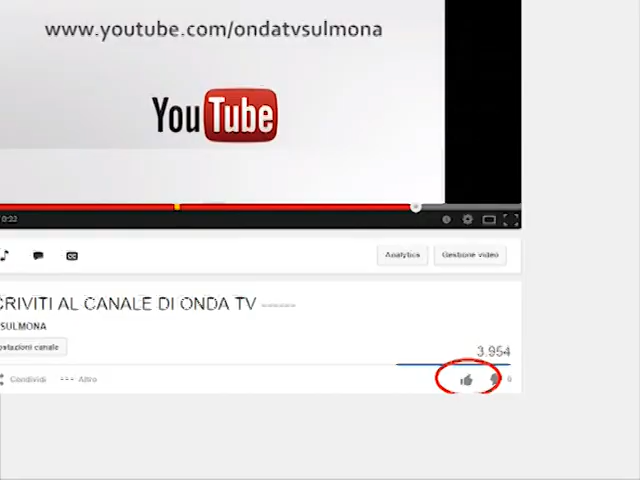 www.youtube.com/ondatvsulmona
YouTube
0:22
Analytics
Gestione video
CRIVITI AL CANALE DI ONDA TV
SULMONA
ostazioni canale
3.954
Condividi
Altro
0